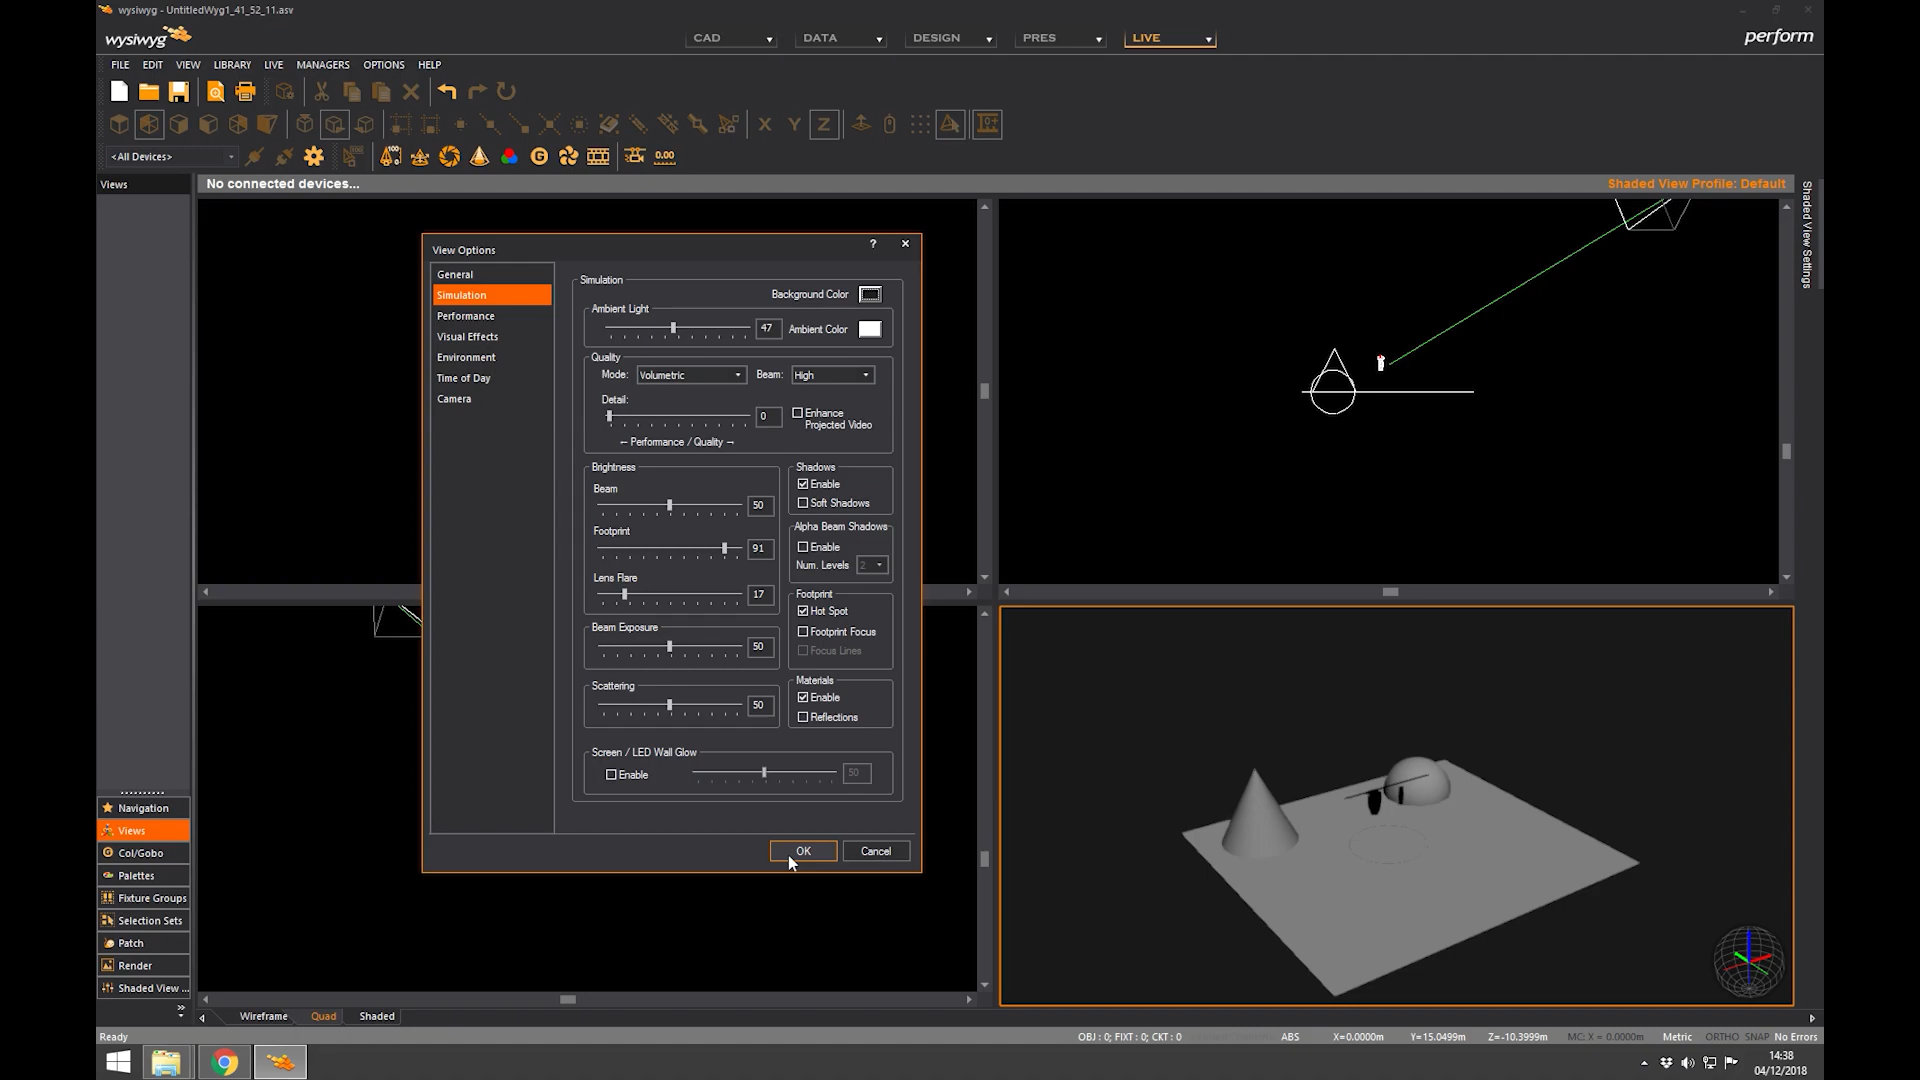 wysiwyg - UntitledWyg1_41_52_11.asv
wysiwyg
CAD
DATA
DESIGN
PRES
LIVE
perform
FILE EDIT VIEW LIBRARY LIVE MANAGERS OPTIONS HELP
X Y Z
<All Devices>
G
0.00
Views
No connected devices...
Shaded View Profile: Default
Shaded View Settings
View Options
?
General
Simulation
Performance
Visual Effects
Environment
Time of Day
Camera
Simulation
Background Color
Ambient Light
47
Ambient Color
Quality
Mode: Volumetric
Beam: High
Detail:
0
Enhance
Projected Video
← Performance / Quality →
Brightness
Beam
50
Footprint
91
Lens Flare
17
Beam Exposure
50
Scattering
50
Shadows
Enable
Soft Shadows
Alpha Beam Shadows
Enable
Num. Levels 2
Footprint
Hot Spot
Footprint Focus
Focus Lines
Materials
Enable
Reflections
Screen / LED Wall Glow
Enable
50
OK
Cancel
Navigation
Views
Col/Gobo
Palettes
Fixture Groups
Selection Sets
Patch
Render
Shaded View ...
Wireframe
Quad
Shaded
Ready
OBJ : 0; FIXT : 0; CKT : 0
ABS
X=0.0000m
Y=15.0499m
Z=-10.3999m
MC: X = 0.0000m
Metric
ORTHO
SNAP
No Errors
14:38
04/12/2018